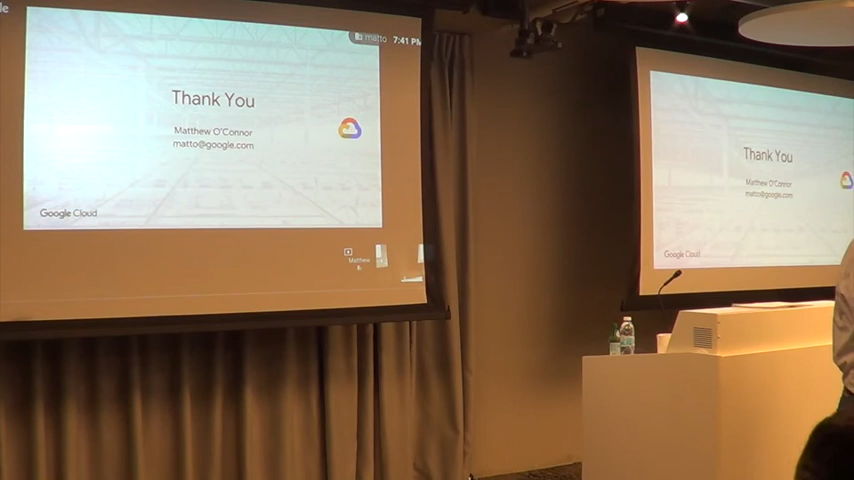 le
matto 7:41 PM
Thank You
Matthew O'Connor
matto@google.com
Google Cloud
Matthew
Thank You
Matthew O'Connor
matto@google.com
Google Cloud